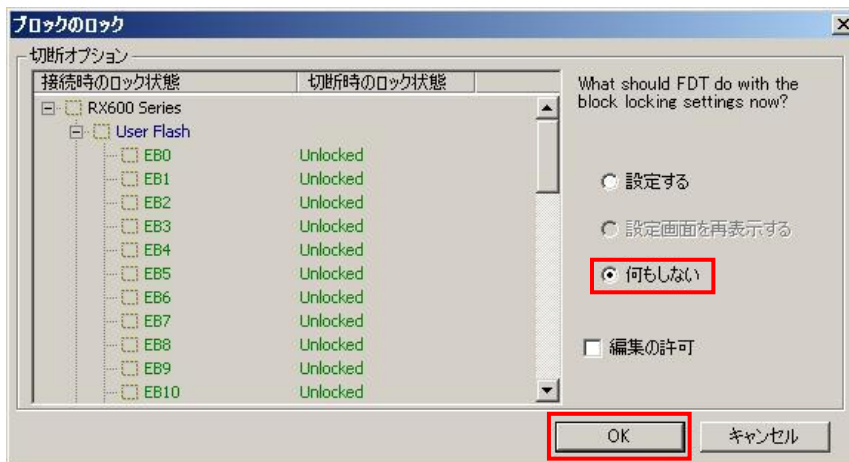 ブロックのロック
切断オプション
接続時のロック状態 切断時のロック状態
RX600 Series
User Flash
EB0 Unlocked
EB1 Unlocked
EB2 Unlocked
EB3 Unlocked
EB4 Unlocked
EB5 Unlocked
EB6 Unlocked
EB7 Unlocked
EB8 Unlocked
EB9 Unlocked
EB10 Unlocked
What should FDT do with the
block locking settings now?
設定する
設定画面を再表示する
何もしない
編集の許可
OK キャンセル